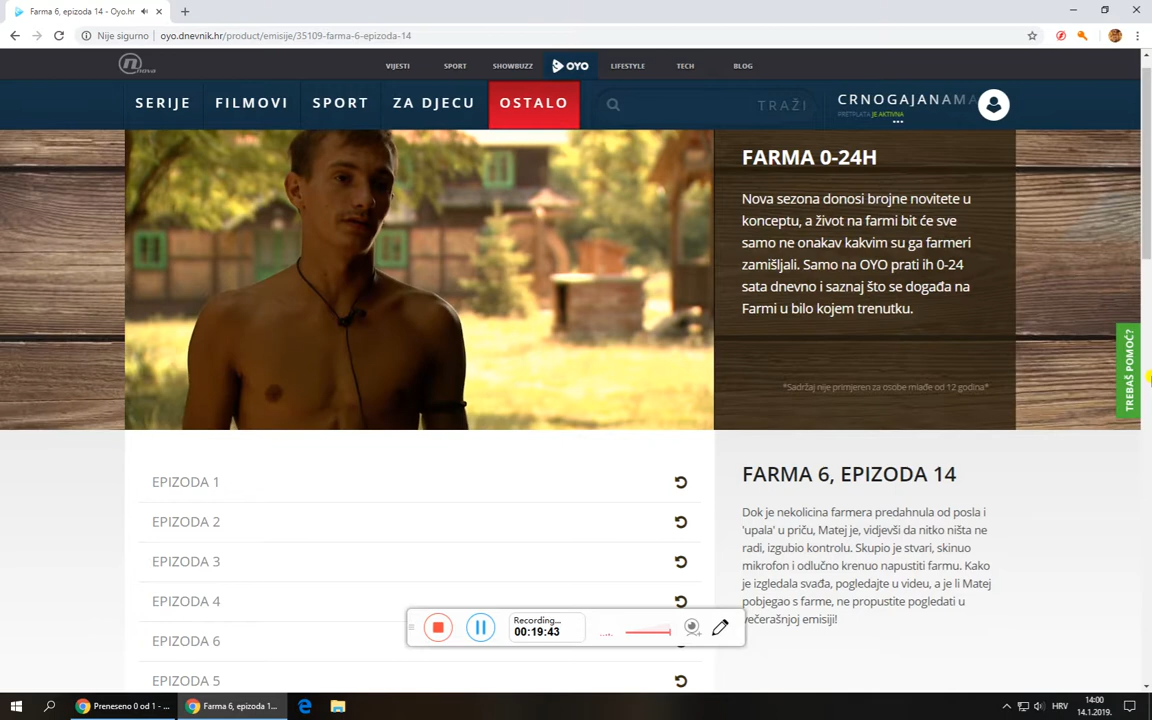 Farma 6, epizoda 14 - Oyo.hr
Nije sigurno
oyo.dnevnik.hr/product/emisije/35109-farma-6-epizoda-14
nova
VIJESTI
SPORT
SHOWBUZZ
OYO
LIFESTYLE
TECH
BLOG
SERIJE
FILMOVI
SPORT
ZA DJECU
OSTALO
TRAŽI
CRNOGAJANAMA
PRETPLATA JE AKTIVNA
FARMA 0-24H
Nova sezona donosi brojne novitete u
konceptu, a život na farmi bit će sve
samo ne onakav kakvim su ga farmeri
zamišljali. Samo na OYO prati ih 0-24
sata dnevno i saznaj što se događa na
Farmi u bilo kojem trenutku.
*Sadržaj nije primjeren za osobe mlađe od 12 godina*
TREBAŠ POMOĆ?
EPIZODA 1
EPIZODA 2
EPIZODA 3
EPIZODA 4
EPIZODA 6
EPIZODA 5
FARMA 6, EPIZODA 14
Dok je nekolicina farmera predahnula od posla i
'upala' u priču, Matej je, vidjevši da nitko ništa ne
radi, izgubio kontrolu. Skupio je stvari, skinuo
mikrofon i odlučno krenuo napustiti farmu. Kako
je izgledala svađa, pogledajte u videu, a je li Matej
pobjegao s farme, ne propustite pogledati u
večerašnjoj emisiji!
Recording...
00:19:43
Preneseno 0 od 1 - ...
Farma 6, epizoda 1...
HRV
14:00
14.1.2019.